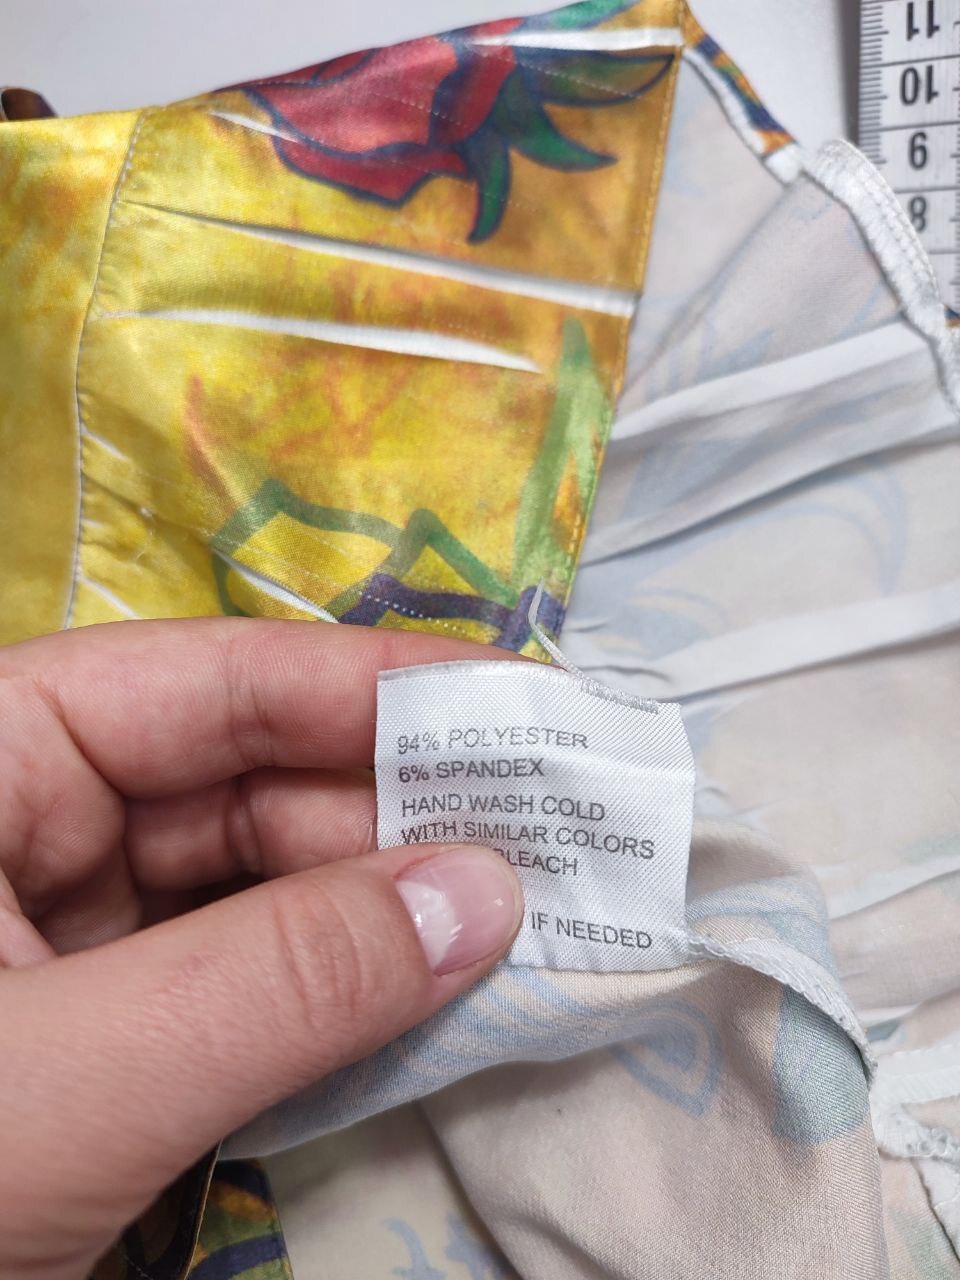 11
10
9
8
94% POLYESTER
6% SPANDEX
HAND WASH COLD
WITH SIMILAR COLORS
BLEACH
IF NEEDED